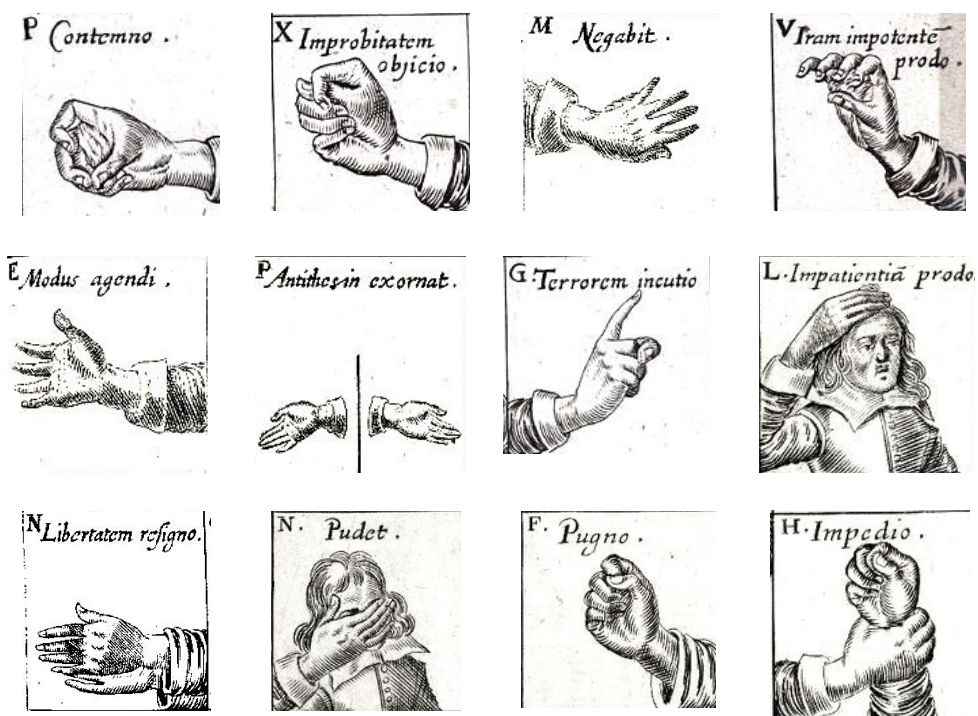 P Contemno .
X Improbitatem
objicio .
M Negabit .
V Iram impotentē
prodo .
E Modus agendi .
P Antithesin exornat .
G. Terrorem incutio
L. Impatientiā prodo
N Libertatem resigno.
N. Pudet .
F. Pugno .
H. Impedio .